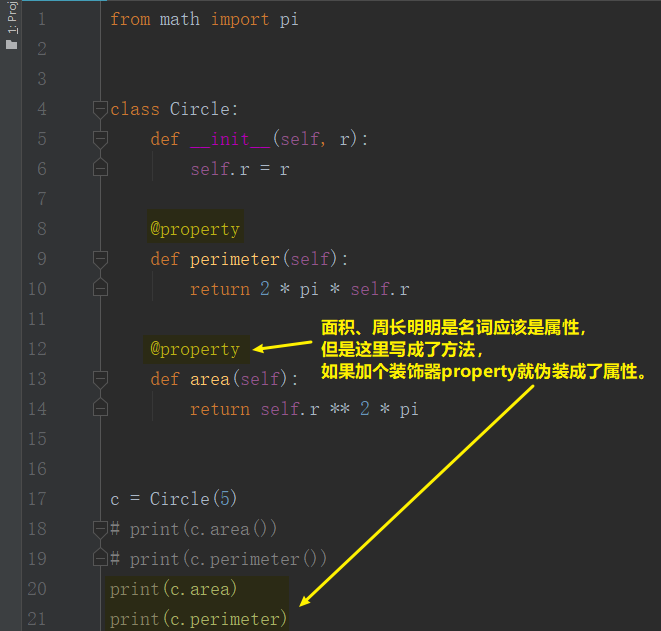 1: Proj
1 from math import pi
2
3
4 class Circle:
5     def __init__(self, r):
6         self.r = r
7
8     @property
9     def perimeter(self):
10         return 2 * pi * self.r
11
面积、周长明明是名词应该是属性,
12     @property
但是这里写成了方法,
如果加个装饰器property就伪装成了属性。
13     def area(self):
14         return self.r ** 2 * pi
15
16
17 c = Circle(5)
18 # print(c.area())
19 # print(c.perimeter())
20 print(c.area)
21 print(c.perimeter)